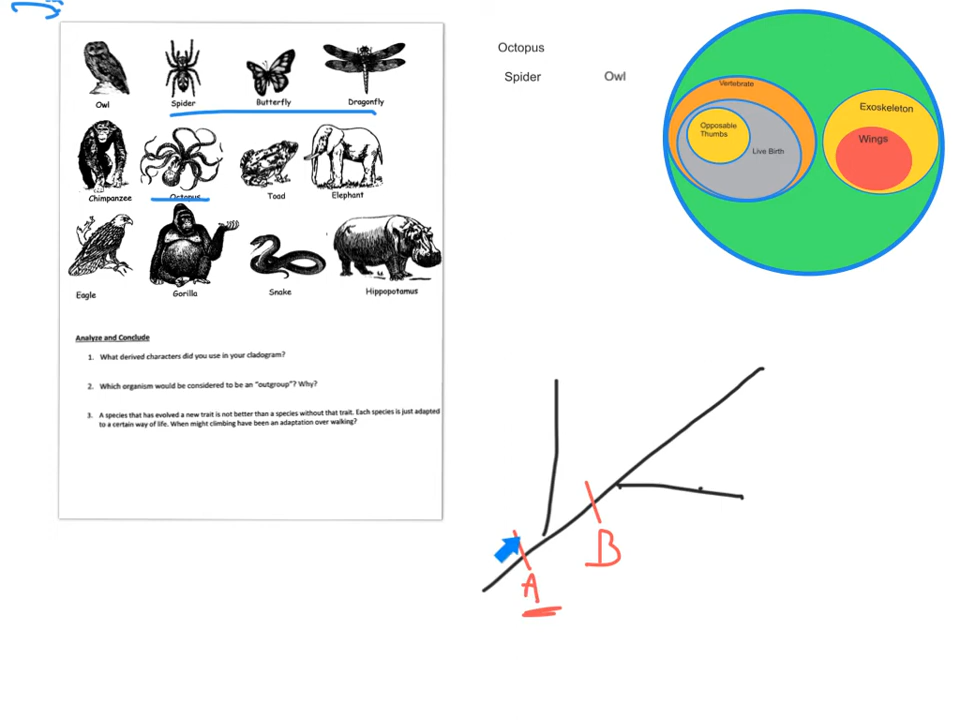 Owl
Spider
Butterfly
Dragonfly
Chimpanzee
Octopus
Toad
Elephant
Eagle
Gorilla
Snake
Hippopotamus
Analyze and Conclude
1. What derived characters did you use in your cladogram?
2. Which organism would be considered to be an "outgroup"? Why?
3. A species that has evolved a new trait is not better than a species without that trait. Each species is just adapted
to a certain way of life. When might climbing have been an adaptation over walking?
Octopus
Spider
Owl
Vertebrate
Opposable
Thumbs
Live Birth
Exoskeleton
Wings
A
B